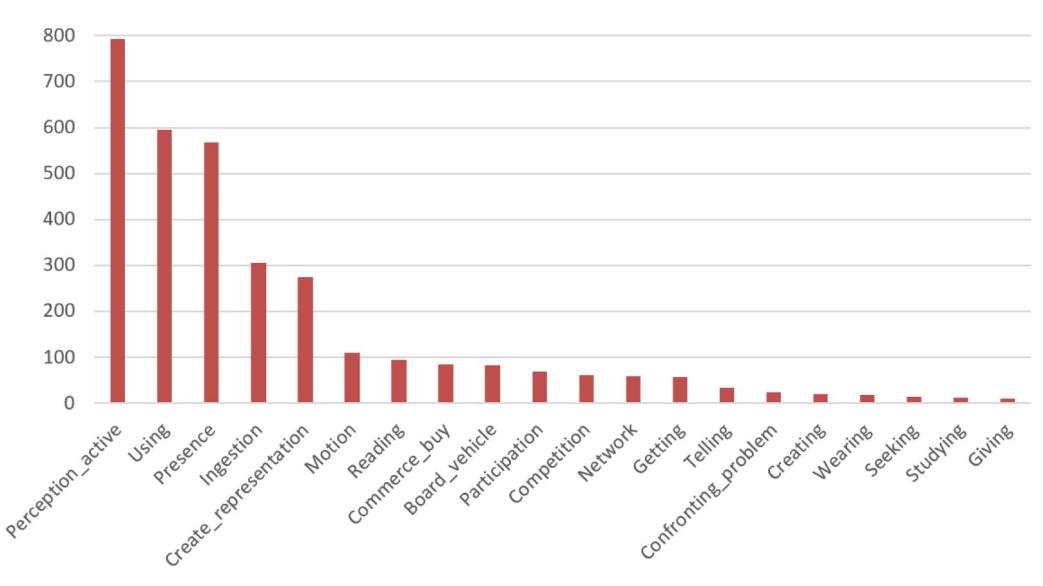 800
700
600
500
400
300
200
100
0
Perception_active
Using
Presence
Ingestion
Create_representation
Motion
Reading
Commerce_buy
Board_vehicle
Participation
Competition
Network
Getting
Telling
Confronting_problem
Creating
Wearing
Seeking
Studying
Giving